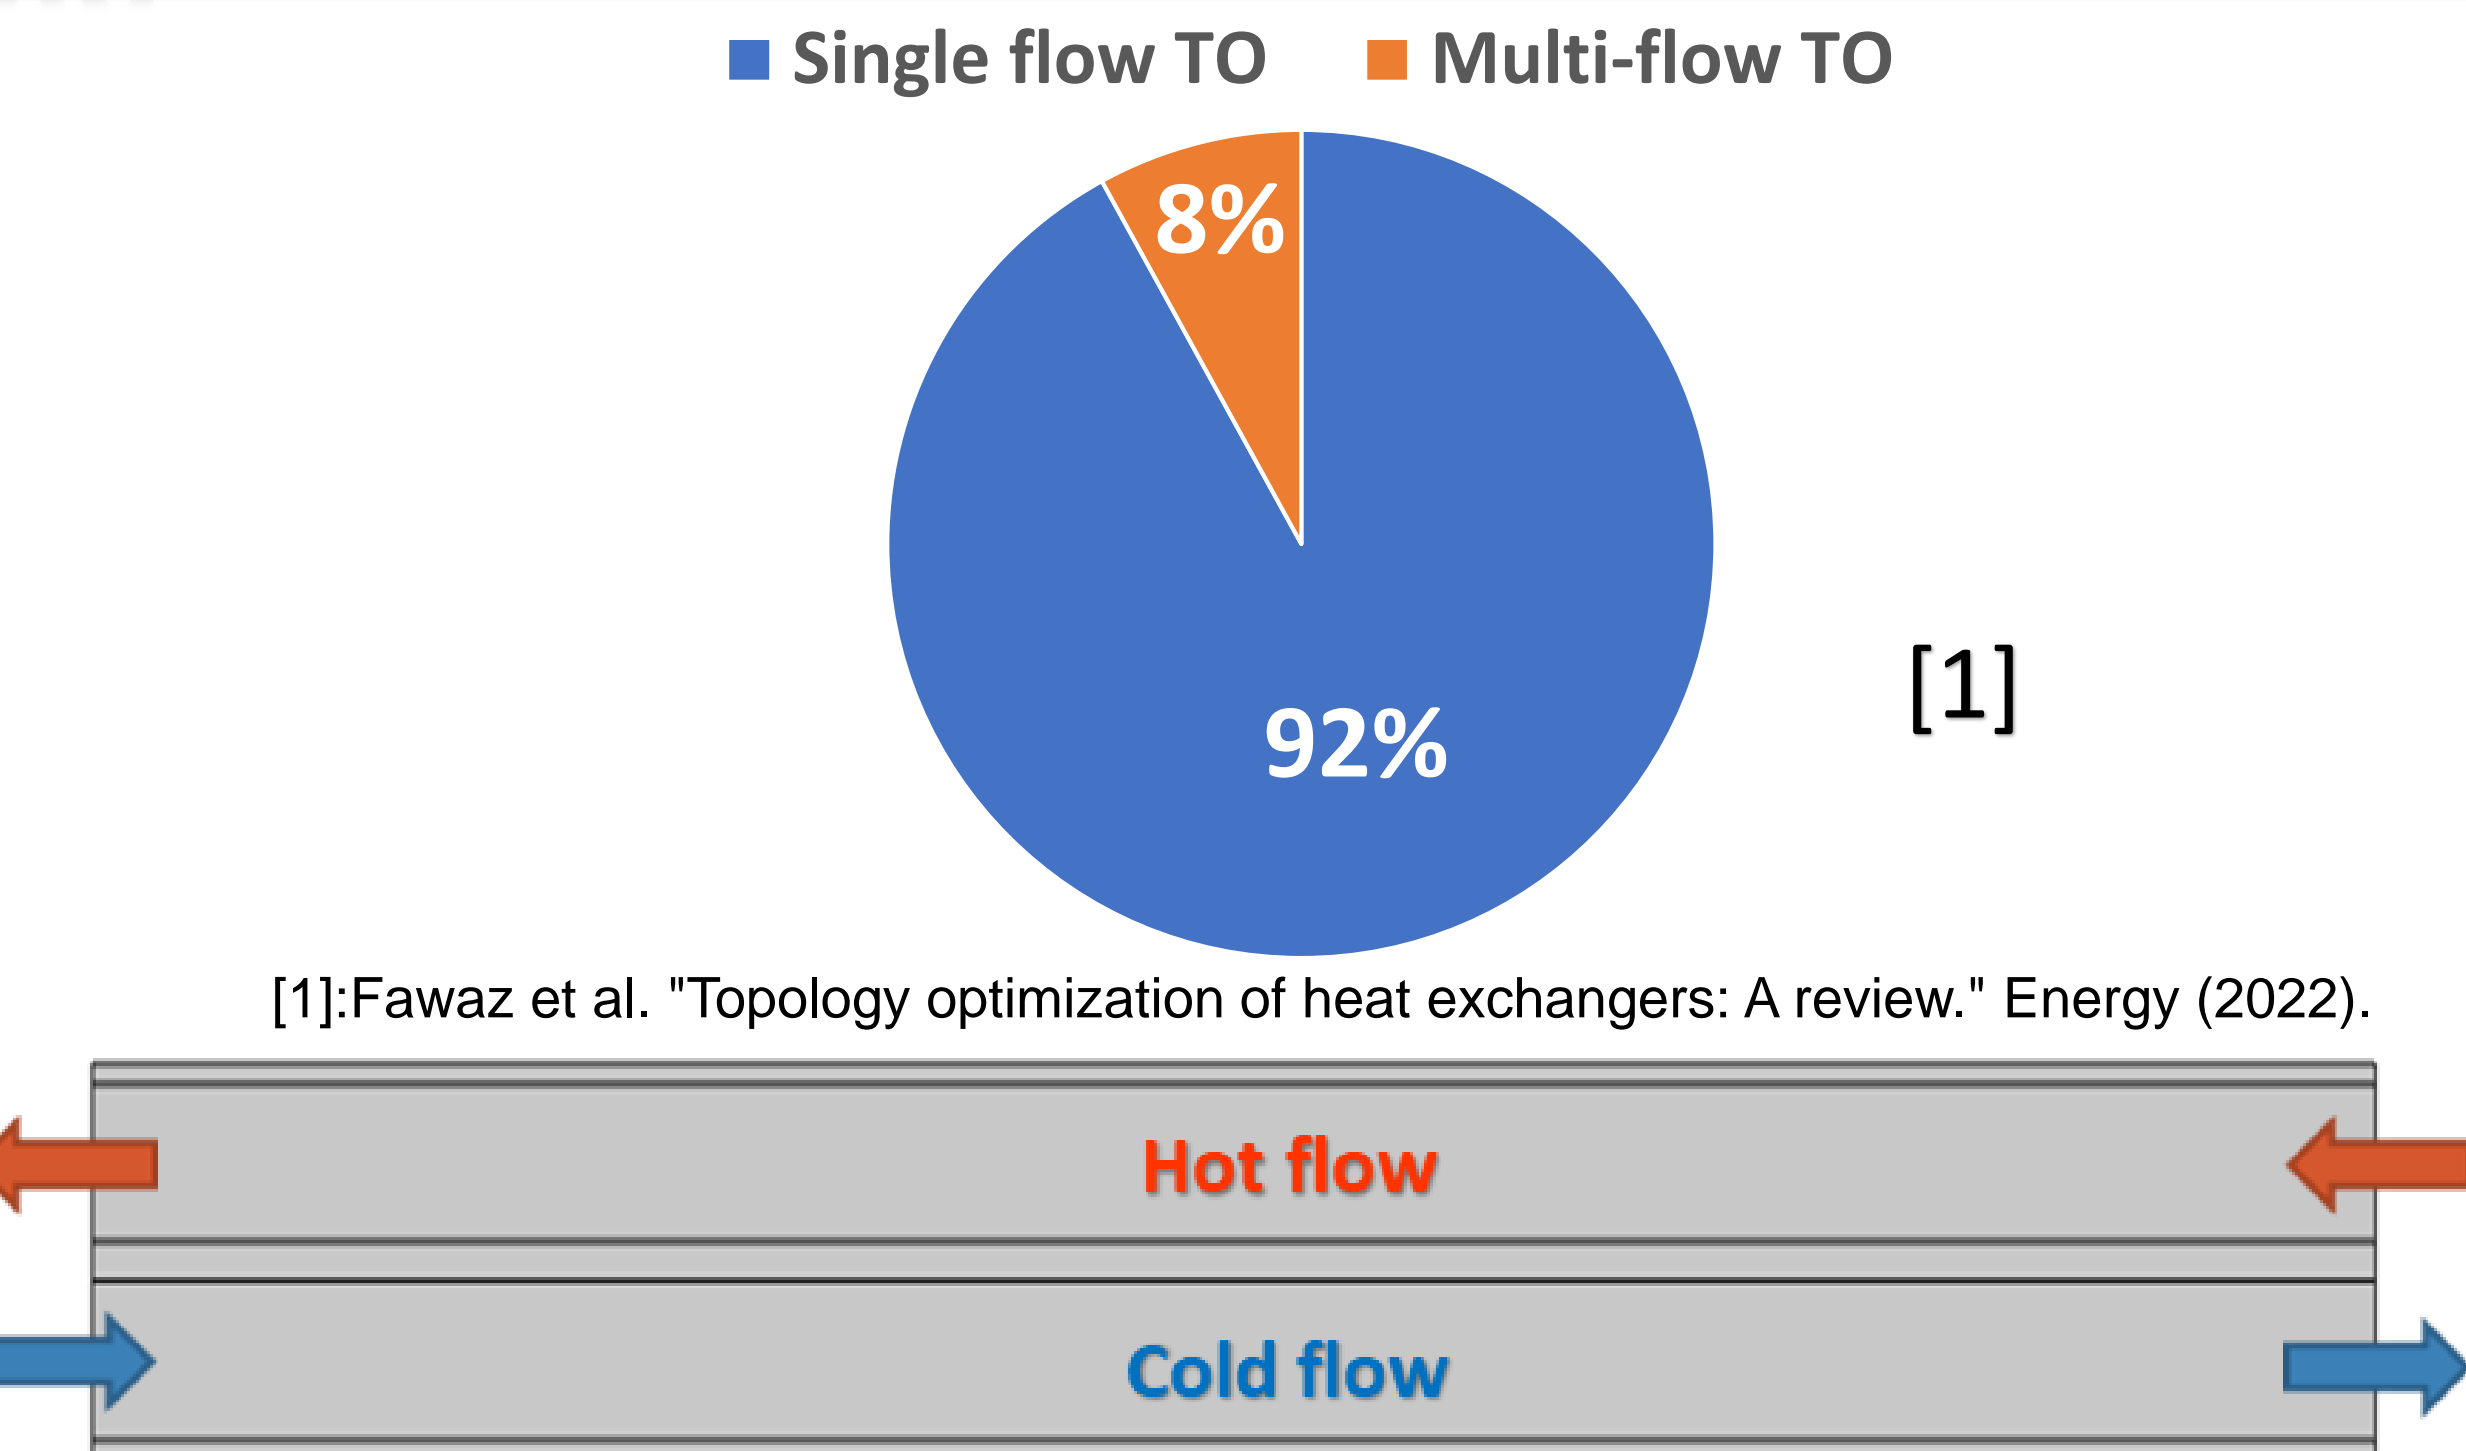 Single flow TO Multi-flow TO
8%
92%
[1]
[1]:Fawaz et al. "Topology optimization of heat exchangers: A review." Energy (2022).
Hot flow
Cold flow